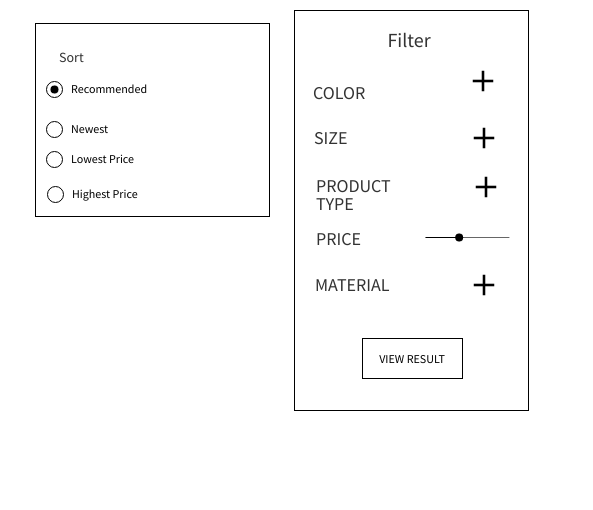 Sort
Recommended
Newest
Lowest Price
Highest Price
Filter
COLOR
SIZE
PRODUCT
TYPE
PRICE
MATERIAL
VIEW RESULT